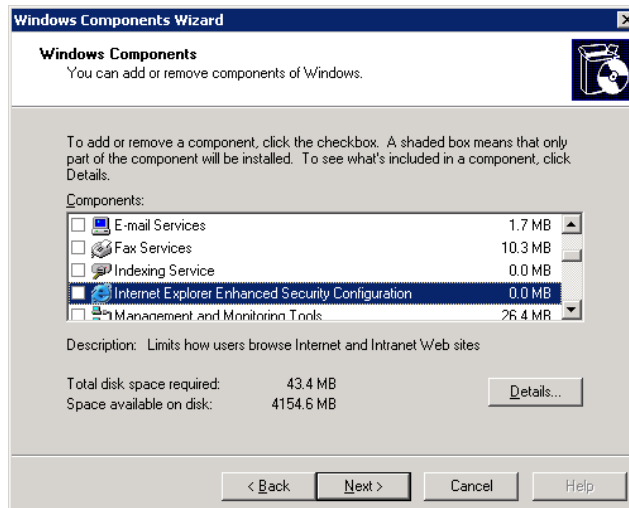 Windows Components Wizard
Windows Components
You can add or remove components of Windows.
To add or remove a component, click the checkbox. A shaded box means that only
part of the component will be installed. To see what's included in a component, click
Details.
Components:
E-mail Services 1.7 MB
Fax Services 10.3 MB
Indexing Service 0.0 MB
Internet Explorer Enhanced Security Configuration 0.0 MB
Management and Monitoring Tools 26.4 MB
Description: Limits how users browse Internet and Intranet Web sites
Total disk space required: 43.4 MB
Space available on disk: 4154.6 MB
Details...
< Back Next > Cancel Help